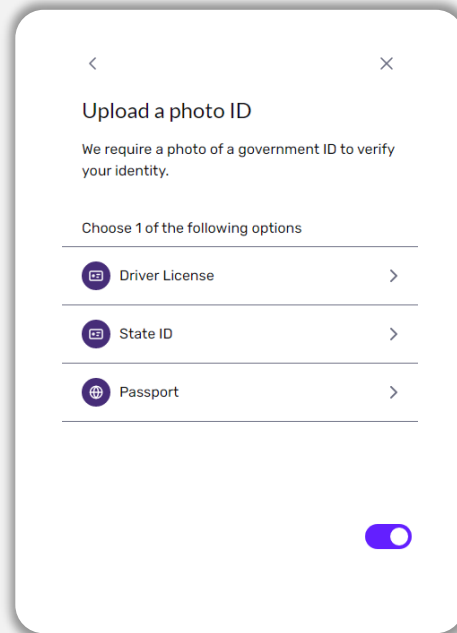 Upload a photo ID
We require a photo of a government ID to verify
your identity.
Choose 1 of the following options
Driver License
State ID
Passport